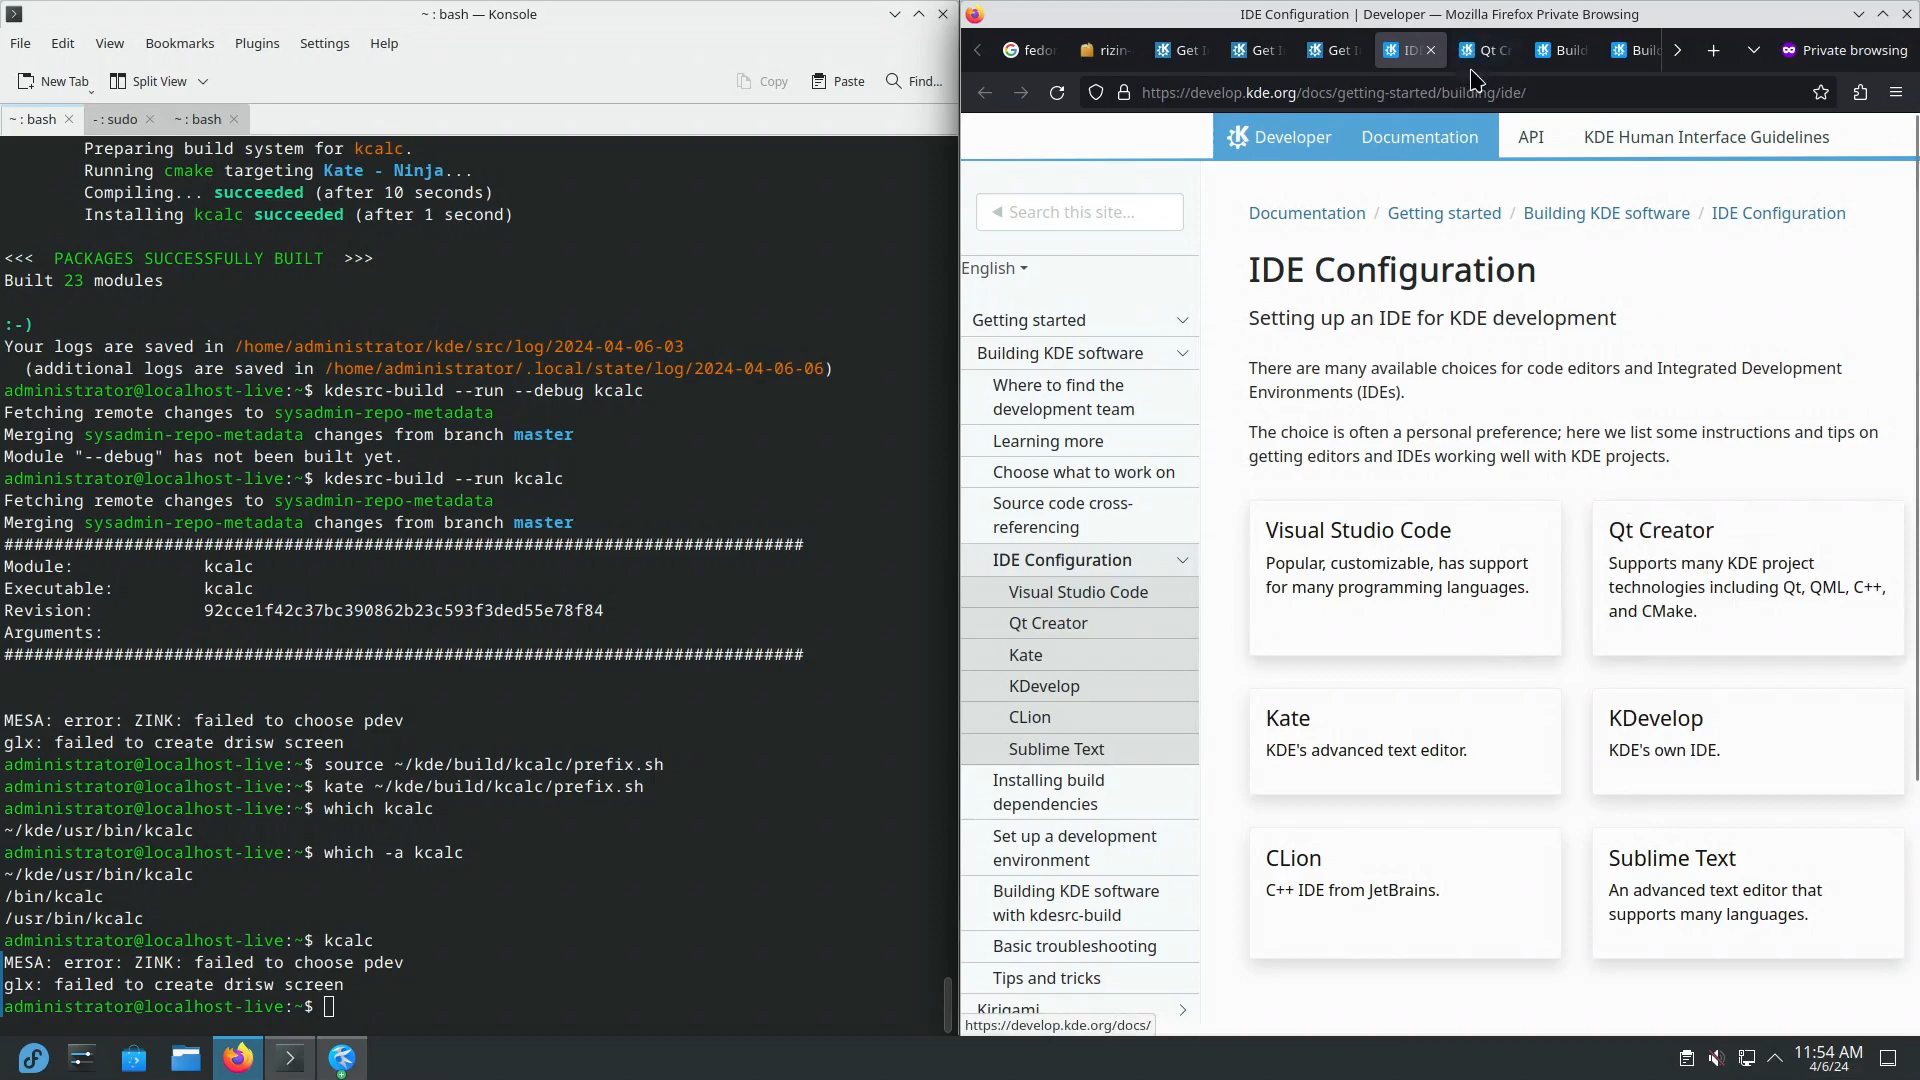 ~ : bash — Konsole
File Edit View Bookmarks Plugins Settings Help
New Tab Split View Copy Paste Find...
~ : bash - : sudo ~ : bash
Preparing build system for kcalc.
Running cmake targeting Kate - Ninja...
Compiling... succeeded (after 10 seconds)
Installing kcalc succeeded (after 1 second)
<<<  PACKAGES SUCCESSFULLY BUILT  >>>
Built 23 modules
:-)
Your logs are saved in /home/administrator/kde/src/log/2024-04-06-03
(additional logs are saved in /home/administrator/.local/state/log/2024-04-06-06)
administrator@localhost-live:~$ kdesrc-build --run --debug kcalc
Fetching remote changes to sysadmin-repo-metadata
Merging sysadmin-repo-metadata changes from branch master
Module "--debug" has not been built yet.
administrator@localhost-live:~$ kdesrc-build --run kcalc
Fetching remote changes to sysadmin-repo-metadata
Merging sysadmin-repo-metadata changes from branch master
################################################################################
Module: kcalc
Executable: kcalc
Revision: 92cce1f42c37bc390862b23c593f3ded55e78f84
Arguments:
################################################################################
MESA: error: ZINK: failed to choose pdev
glx: failed to create drisw screen
administrator@localhost-live:~$ source ~/kde/build/kcalc/prefix.sh
administrator@localhost-live:~$ kate ~/kde/build/kcalc/prefix.sh
administrator@localhost-live:~$ which kcalc
~/kde/usr/bin/kcalc
administrator@localhost-live:~$ which -a kcalc
~/kde/usr/bin/kcalc
/bin/kcalc
/usr/bin/kcalc
administrator@localhost-live:~$ kcalc
MESA: error: ZINK: failed to choose pdev
glx: failed to create drisw screen
administrator@localhost-live:~$
IDE Configuration | Developer — Mozilla Firefox Private Browsing
fedor rizin- Get I Get I Get I IDE Qt Cr Build Build Private browsing
https://develop.kde.org/docs/getting-started/building/ide/
Developer Documentation API KDE Human Interface Guidelines
Search this site...
English
Getting started
Building KDE software
Where to find the
development team
Learning more
Choose what to work on
Source code cross-
referencing
IDE Configuration
Visual Studio Code
Qt Creator
Kate
KDevelop
CLion
Sublime Text
Installing build
dependencies
Set up a development
environment
Building KDE software
with kdesrc-build
Basic troubleshooting
Tips and tricks
Kirigami
https://develop.kde.org/docs/
Documentation / Getting started / Building KDE software / IDE Configuration
IDE Configuration
Setting up an IDE for KDE development
There are many available choices for code editors and Integrated Development
Environments (IDEs).
The choice is often a personal preference; here we list some instructions and tips on
getting editors and IDEs working well with KDE projects.
Visual Studio Code
Popular, customizable, has support
for many programming languages.
Qt Creator
Supports many KDE project
technologies including Qt, QML, C++,
and CMake.
Kate
KDE's advanced text editor.
KDevelop
KDE's own IDE.
CLion
C++ IDE from JetBrains.
Sublime Text
An advanced text editor that
supports many languages.
11:54 AM
4/6/24